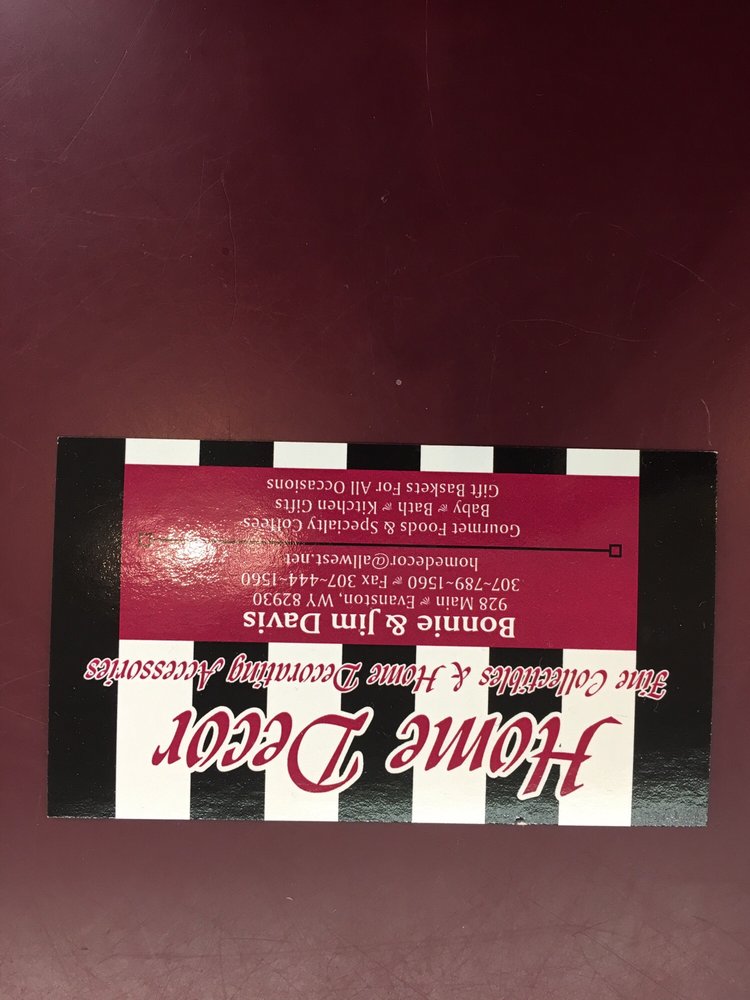 Home Decor
Fine Collectibles & Home Decorating Accessories
Bonnie & Jim Davis
928 Main ~ Evanston, WY 82930
307~789~1560 ~ Fax 307~444~1560
homedecor@allwest.net
Gourmet Foods & Specialty Coffees
Baby ~ Bath ~ Kitchen Gifts
Gift Baskets For All Occasions